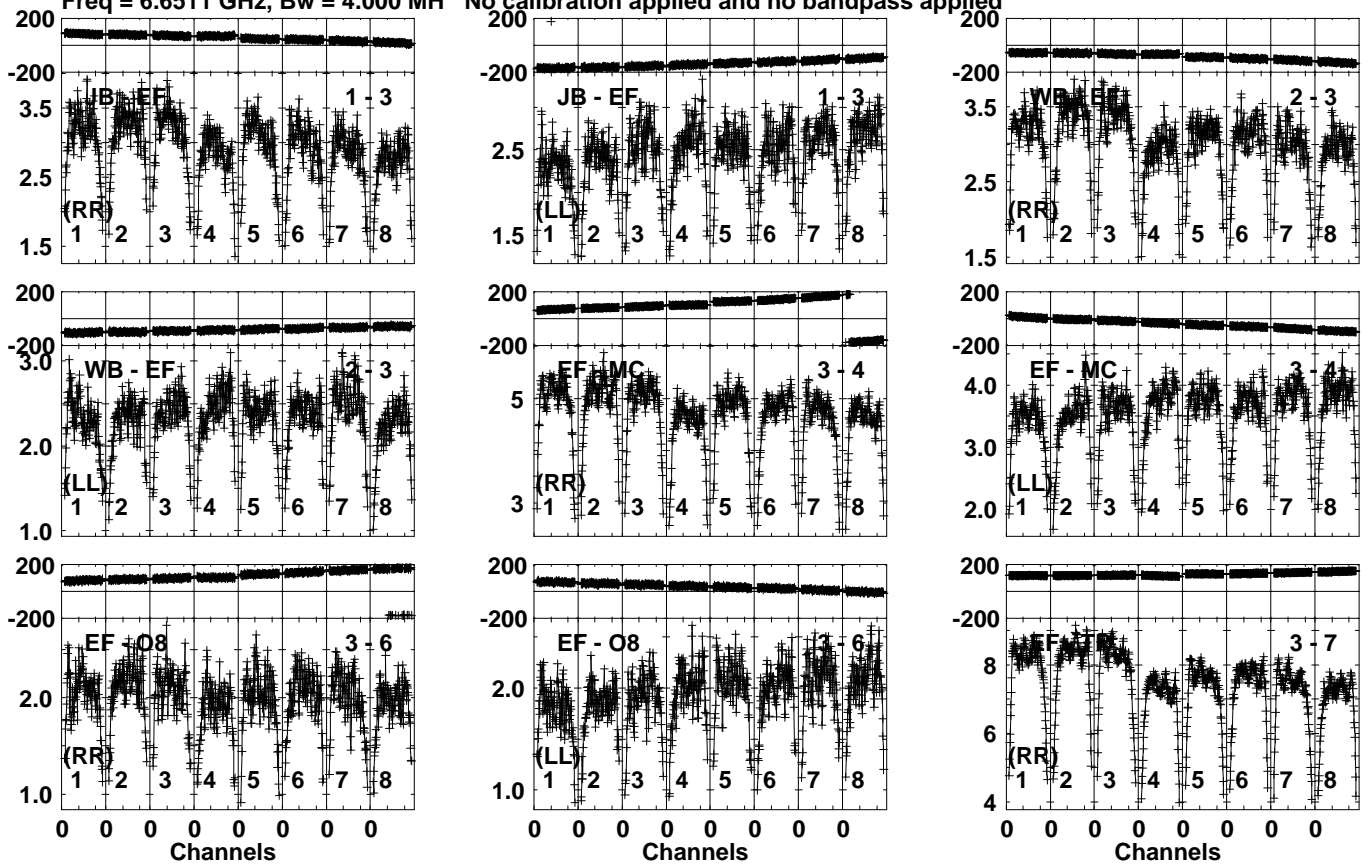 Freq = 6.6511 GHz, Bw = 4.000 MH No calibration applied and no bandpass applied
200 200 200
-200 -200 -200
JB - EF 1 - 3 JB - EF 1 - 3 WB - EF 2 - 3
3.5 3.5
2.5 2.5 2.5
(RR) (LL) (RR)
1 2 3 4 5 6 7 8 1 2 3 4 5 6 7 8 1 2 3 4 5 6 7 8
1.5 1.5 1.5
200 200 200
-200 -200 -200
3.0
WB - EF 2 - 3 EF - MC 3 - 4 EF - MC 3 - 4
5 4.0
2.0 3.0
(LL) (RR) (LL)
1 2 3 4 5 6 7 8 3 1 2 3 4 5 6 7 8 2.0 1 2 3 4 5 6 7 8
1.0
200 200 200
-200 -200 -200
EF - O8 3 - 6 EF - O8 3 - 6 EF - TR 3 - 7
2.0 2.0 8
6
(RR) (LL) (RR)
1 2 3 4 5 6 7 8 1 2 3 4 5 6 7 8 1 2 3 4 5 6 7 8
1.0 1.0 4
0 0 0 0 0 0 0 0 0 0 0 0 0 0 0 0 0 0 0 0 0 0 0 0
Channels Channels Channels